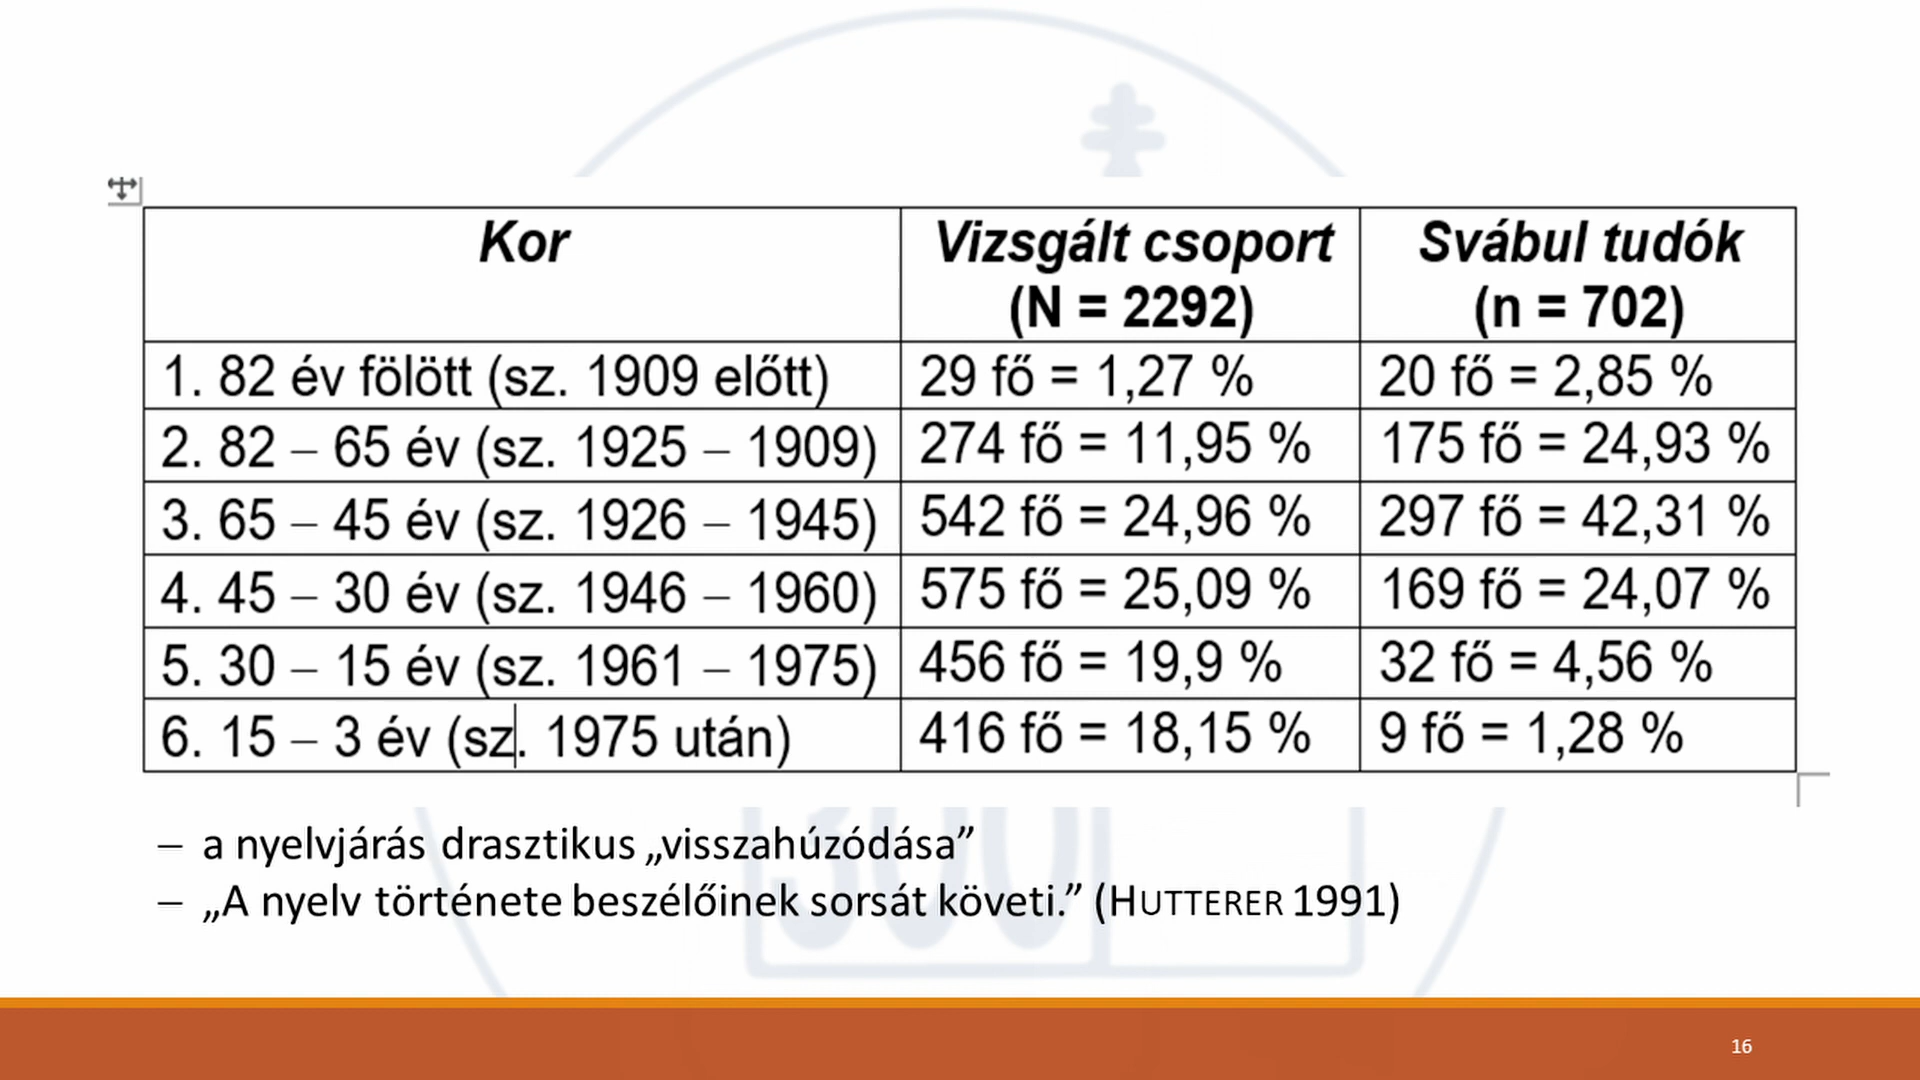 Kor Vizsgált csoport Svábul tudók
(N = 2292) (n = 702)
1. 82 év fölött (sz. 1909 előtt) 29 fő = 1,27 % 20 fő = 2,85 %
2. 82 – 65 év (sz. 1925 – 1909) 274 fő = 11,95 % 175 fő = 24,93 %
3. 65 – 45 év (sz. 1926 – 1945) 542 fő = 24,96 % 297 fő = 42,31 %
4. 45 – 30 év (sz. 1946 – 1960) 575 fő = 25,09 % 169 fő = 24,07 %
5. 30 – 15 év (sz. 1961 – 1975) 456 fő = 19,9 % 32 fő = 4,56 %
6. 15 – 3 év (sz. 1975 után) 416 fő = 18,15 % 9 fő = 1,28 %
– a nyelvjárás drasztikus „visszahúzódása”
– „A nyelv története beszélőinek sorsát követi.” (HUTTERER 1991)
16